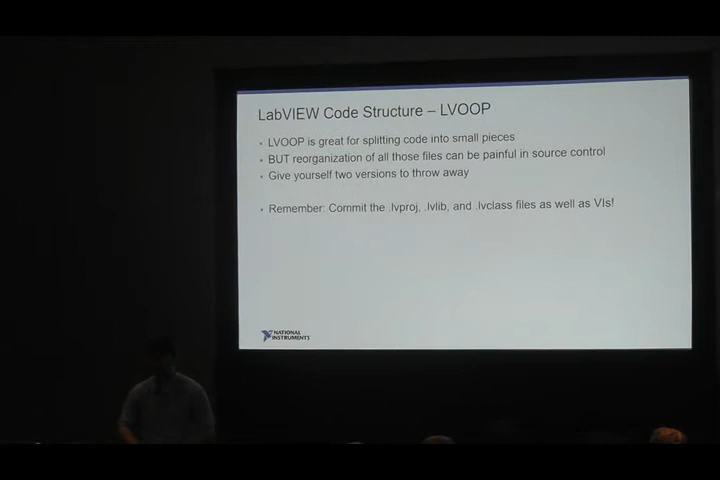 LabVIEW Code Structure – LVOOP
LVOOP is great for splitting code into small pieces
BUT reorganization of all those files can be painful in source control
Give yourself two versions to throw away
Remember: Commit the .lvproj, .lvlib, and .lvclass files as well as VIs!
NATIONAL
INSTRUMENTS